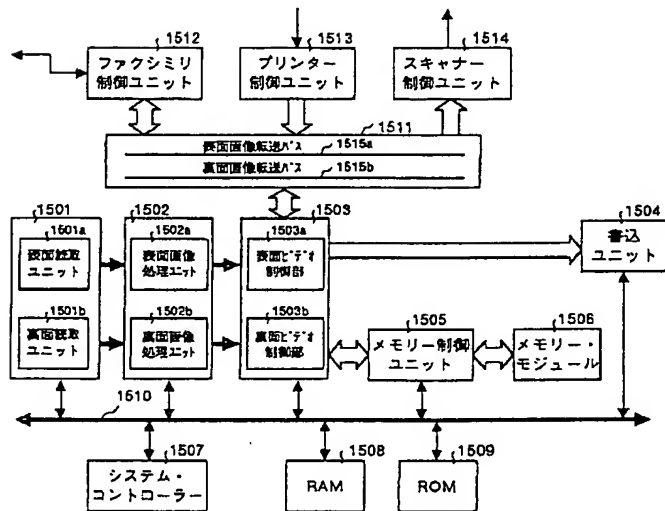 1512
1513
1514
ファクシミリ
制御ユニット
プリンター
制御ユニット
スキャナー
制御ユニット
1511
表面画像転送バス
1515a
裏面画像転送バス
1515b
1501
1502
1503
1504
1501a
表面読取
ユニット
1502a
表面画像
処理ユニット
1503a
表面ビデオ
制御部
書込
ユニット
1501b
裏面読取
ユニット
1502b
裏面画像
処理ユニット
1503b
裏面ビデオ
制御部
1505
メモリー制御
ユニット
1506
メモリー・
モジュール
1510
1507
システム・
コントローラー
1508
RAM
1509
ROM